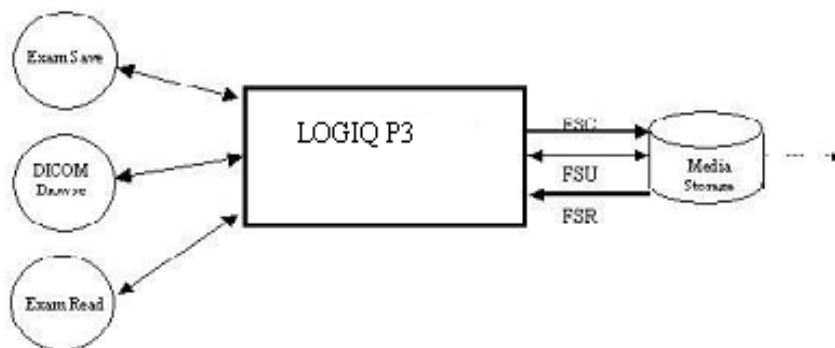 Exam Save
LOGIQ P3
FSC
DICOM
Browse
Media
Storage
FSU
FSR
Exam Read